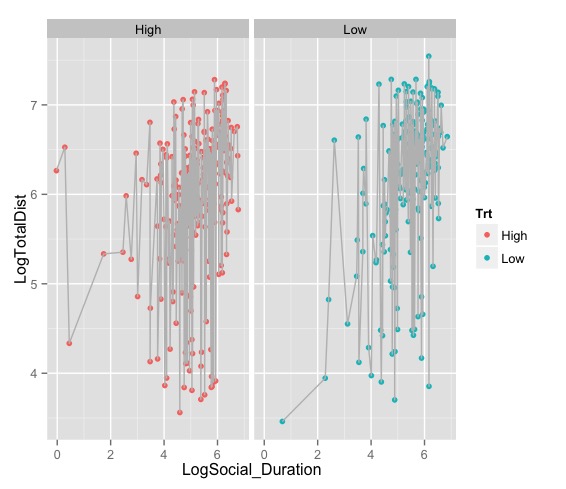 High Low
LogTotalDist
7
6
5
4
0 2 4 6 0 2 4 6
LogSocial_Duration
Trt
High
Low